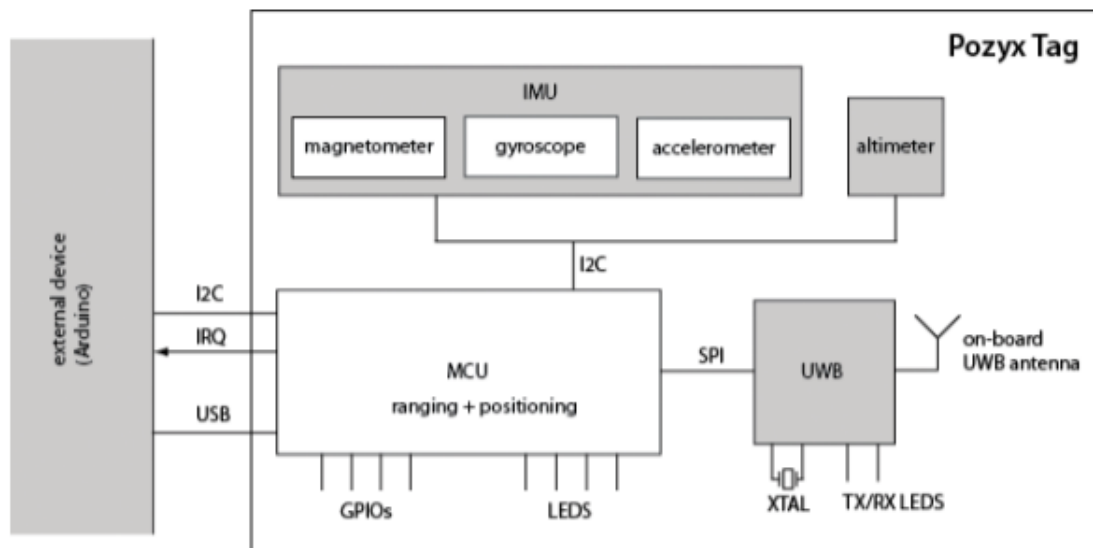 Pozyx Tag
IMU
magnetometer
gyroscope
accelerometer
altimeter
I2C
external device
(Arduino)
I2C
IRQ
USB
MCU
ranging + positioning
SPI
UWB
on-board
UWB antenna
GPIOs
LEDS
XTAL
TX/RX LEDS